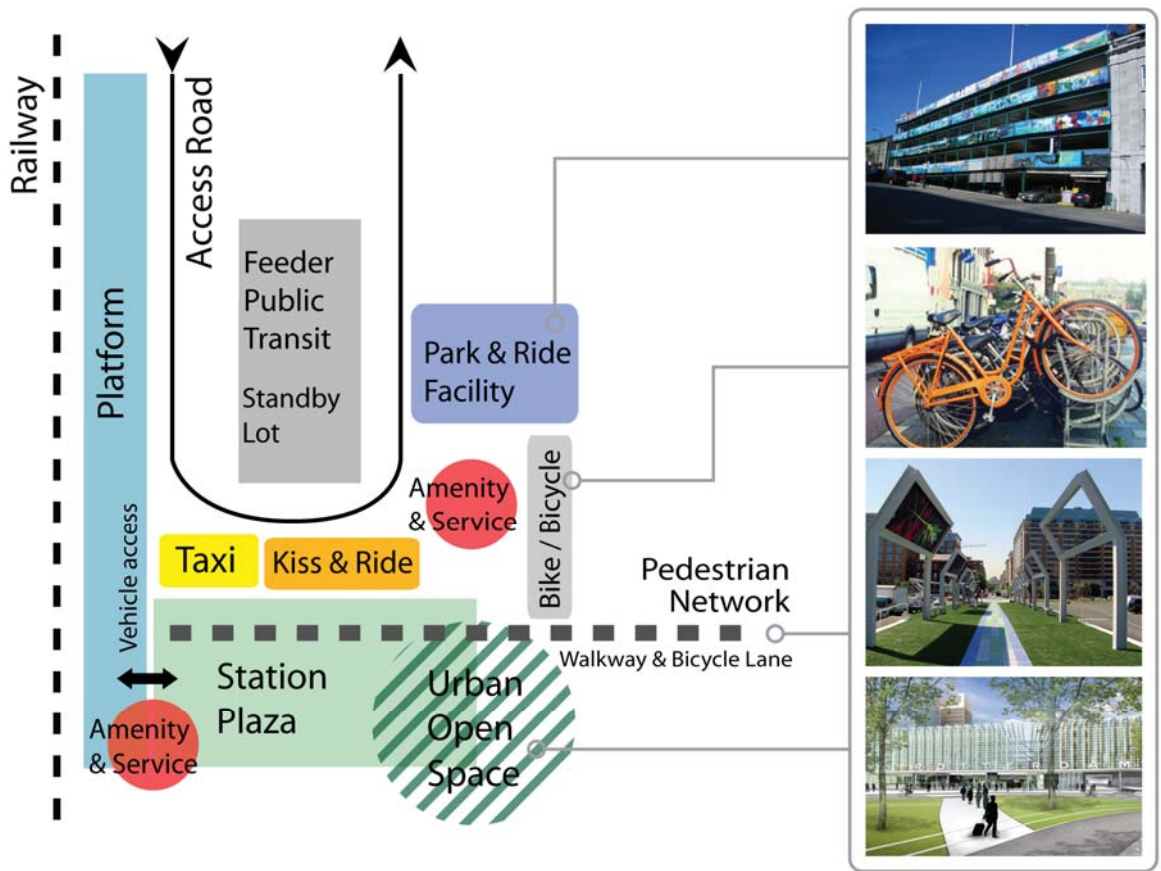 Railway
Platform
Access Road
Feeder
Public
Transit
Standby
Lot
Park & Ride
Facility
Amenity
& Service
Bike / Bicycle
Taxi
Kiss & Ride
Vehicle access
Pedestrian
Network
Walkway & Bicycle Lane
Station
Plaza
Urban
Open
Space
Amenity
& Service